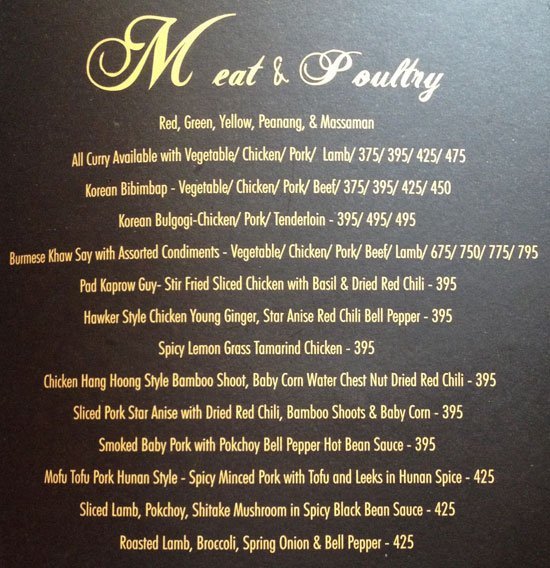 Meat & Poultry
Red, Green, Yellow, Peanang, & Massaman
All Curry Available with Vegetable/ Chicken/ Pork/ Lamb/ 375/ 395/ 425/ 475
Korean Bibimbap - Vegetable/ Chicken/ Pork/ Beef/ 375/ 395/ 425/ 450
Korean Bulgogi-Chicken/ Pork/ Tenderloin - 395/ 495/ 495
Burmese Khaw Say with Assorted Condiments - Vegetable/ Chicken/ Pork/ Beef/ Lamb/ 675/ 750/ 775/ 795
Pad Kaprow Guy- Stir Fried Sliced Chicken with Basil & Dried Red Chili - 395
Hawker Style Chicken Young Ginger, Star Anise Red Chili Bell Pepper - 395
Spicy Lemon Grass Tamarind Chicken - 395
Chicken Hang Hoong Style Bamboo Shoot, Baby Corn Water Chest Nut Dried Red Chili - 395
Sliced Pork Star Anise with Dried Red Chili, Bamboo Shoots & Baby Corn - 395
Smoked Baby Pork with Pokchoy Bell Pepper Hot Bean Sauce - 395
Mofu Tofu Pork Hunan Style - Spicy Minced Pork with Tofu and Leeks in Hunan Spice - 425
Sliced Lamb, Pokchoy, Shitake Mushroom in Spicy Black Bean Sauce - 425
Roasted Lamb, Broccoli, Spring Onion & Bell Pepper - 425